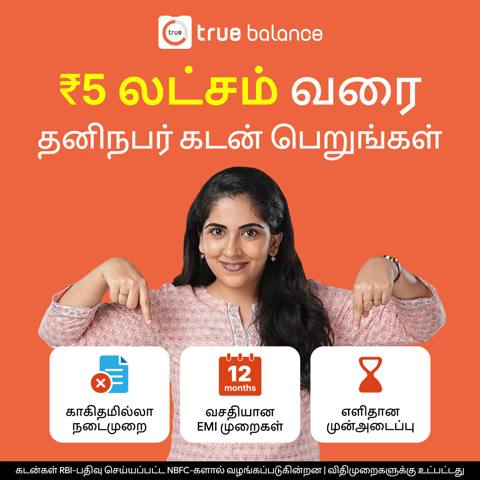 true
true balance
₹5 லட்சம் வரை
தனிநபர் கடன் பெறுங்கள்
காகிதமில்லா
நடைமுறை
12
months
வசதியான
EMI முறைகள்
எளிதான
முன்அடைப்பு
கடன்கள் RBI-பதிவு செய்யப்பட்ட NBFC-களால் வழங்கப்படுகின்றன | விதிமுறைகளுக்கு உட்பட்டது